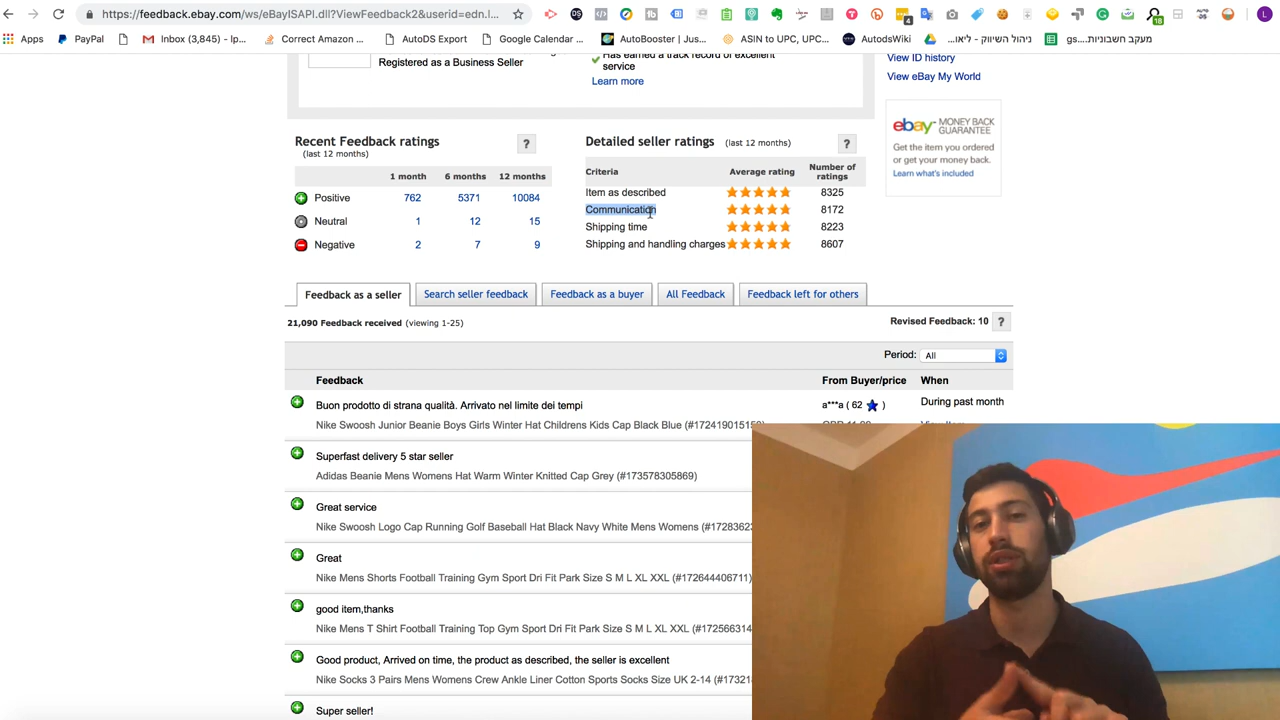 https://feedback.ebay.com/ws/eBayISAPI.dll?ViewFeedback2&userid=edn.l...
Apps PayPal Inbox (3,845) - lp... Correct Amazon ... AutoDS Expert Google Calendar ... AutoBooster | Jus... ASIN to UPC, UPC... AutodsWiki ניהול השיווק - ליאו... מעקב חשבוניות...gs
Registered as a Business Seller
Has earned a track record of excellent
service
Learn more
View ID history
View eBay My World
ebay MONEY BACK GUARANTEE
Get the item you ordered
or get your money back.
Learn what's included
Recent Feedback ratings ?
(last 12 months)
1 month 6 months 12 months
Positive 762 5371 10084
Neutral 1 12 15
Negative 2 7 9
Detailed seller ratings (last 12 months) ?
Criteria Average rating Number of ratings
Item as described 8325
Communication 8172
Shipping time 8223
Shipping and handling charges 8607
Feedback as a seller Search seller feedback Feedback as a buyer All Feedback Feedback left for others
21,090 Feedback received (viewing 1-25) Revised Feedback: 10 ?
Period: All
Feedback From Buyer/price When
Buon prodotto di strana qualità. Arrivato nel limite dei tempi a***a ( 62 ) During past month
Nike Swoosh Junior Beanie Boys Girls Winter Hat Childrens Kids Cap Black Blue
Superfast delivery 5 star seller
Adidas Beanie Mens Womens Hat Warm Winter Knitted Cap Grey (#173578305869)
Great service
Nike Swoosh Logo Cap Running Golf Baseball Hat Black Navy White Mens Womens (#17283623
Great
Nike Mens Shorts Football Training Gym Sport Dri Fit Park Size S M L XL XXL (#172644406711)
good item,thanks
Nike Mens T Shirt Football Training Top Gym Sport Dri Fit Park Size S M L XL XXL (#172566314
Good product, Arrived on time, the product as described, the seller is excellent
Nike Socks 3 Pairs Mens Womens Crew Ankle Liner Cotton Sports Socks Size UK 2-14 (#173218
Super seller!